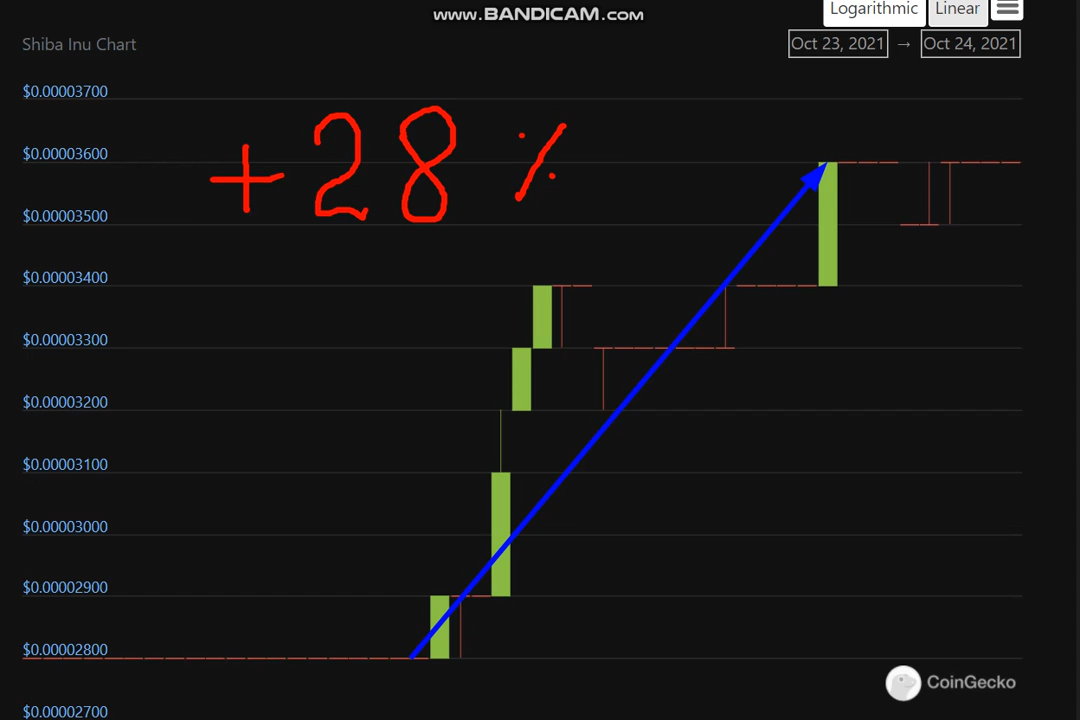 www.BANDICAM.com
Logarithmic Linear
Shiba Inu Chart
Oct 23, 2021 → Oct 24, 2021
$0.00003700
+28%
$0.00003600
$0.00003500
$0.00003400
$0.00003300
$0.00003200
$0.00003100
$0.00003000
$0.00002900
$0.00002800
CoinGecko
$0.00002700